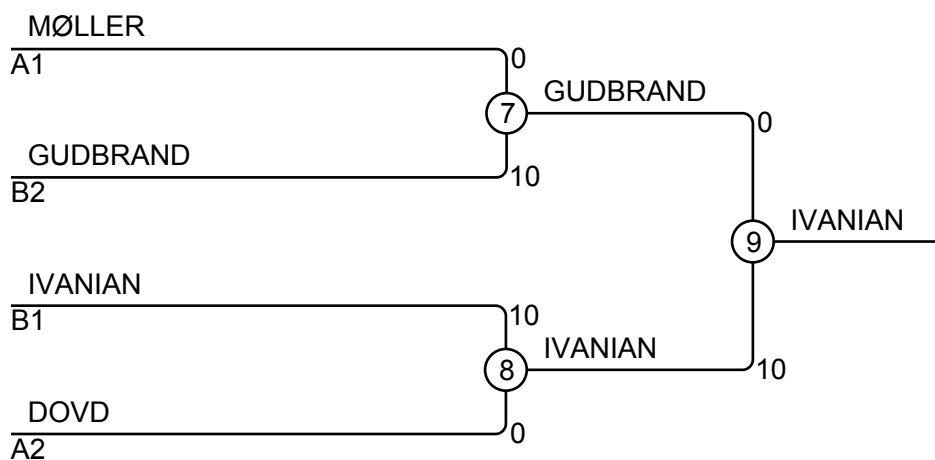 MØLLER
A1
0
7
GUDBRAND
0
GUDBRAND
B2
10
9
IVANIAN
IVANIAN
B1
10
8
IVANIAN
10
DOVD
A2
0